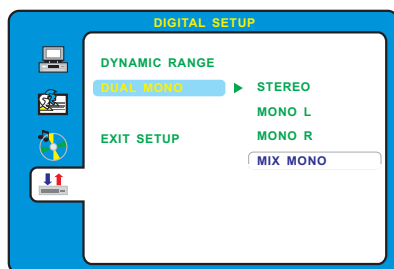 DIGITAL SETUP
DYNAMIC RANGE
DUAL MONO
STEREO
MONO L
EXIT SETUP
MONO R
MIX MONO